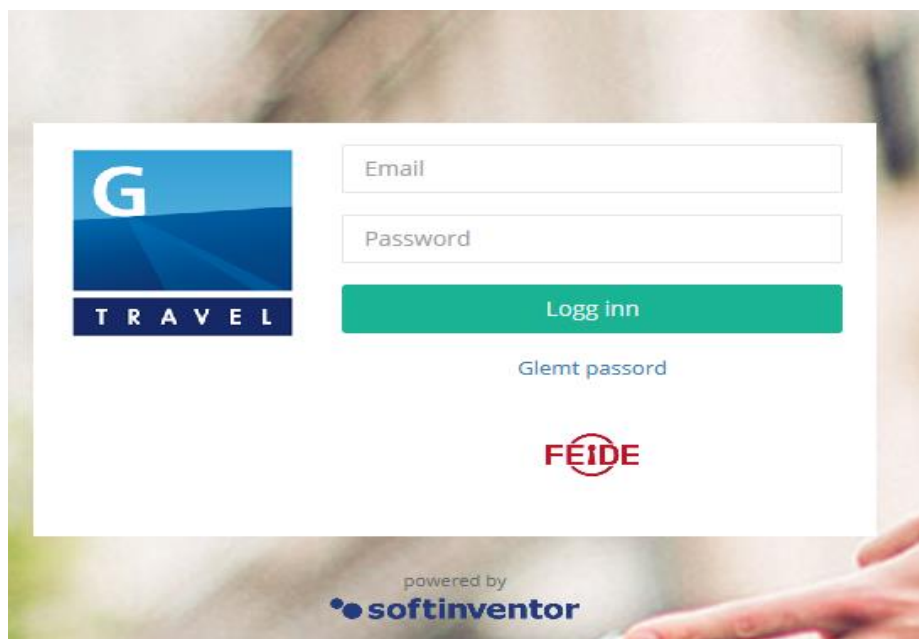 G
TRAVEL
Email
Password
Logg inn
Glemt passord
FEIDE
powered by
softinventor